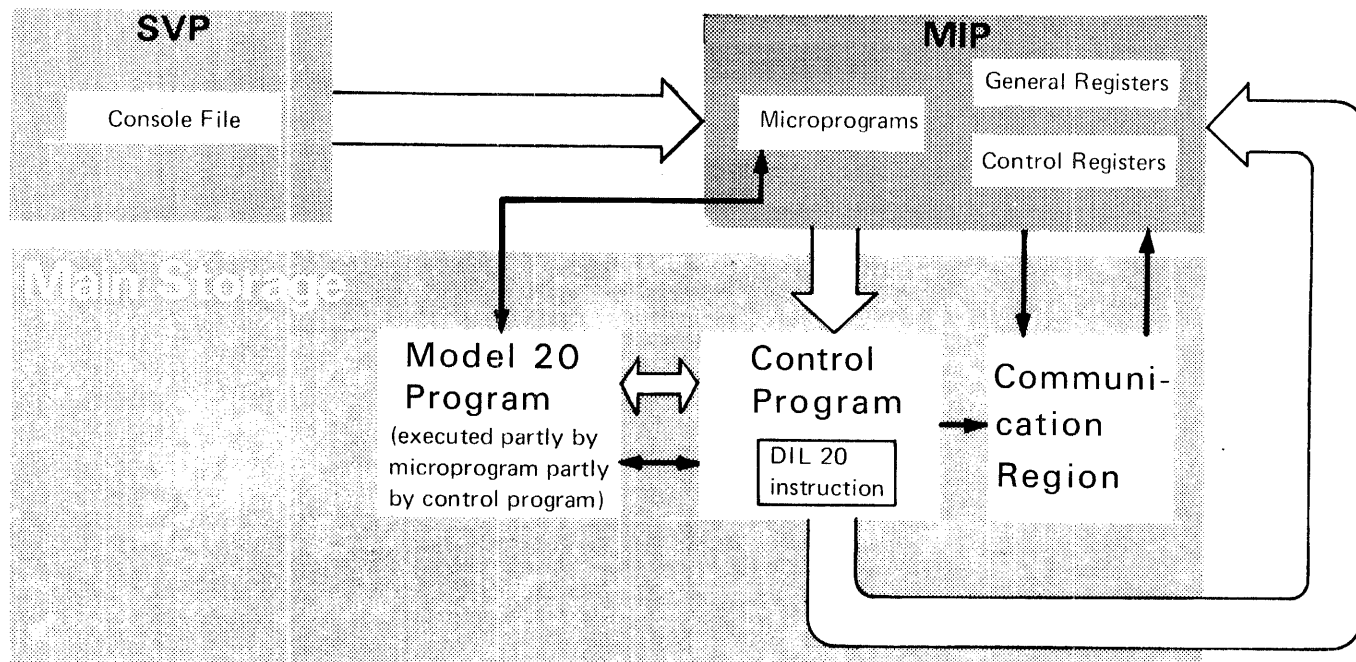 SVP
Console File
MIP
General Registers
Microprograms
Control Registers
Main Storage
Model 20
Program
(executed partly by
microprogram partly
by control program)
Control
Program
DIL 20
instruction
Communi-
cation
Region